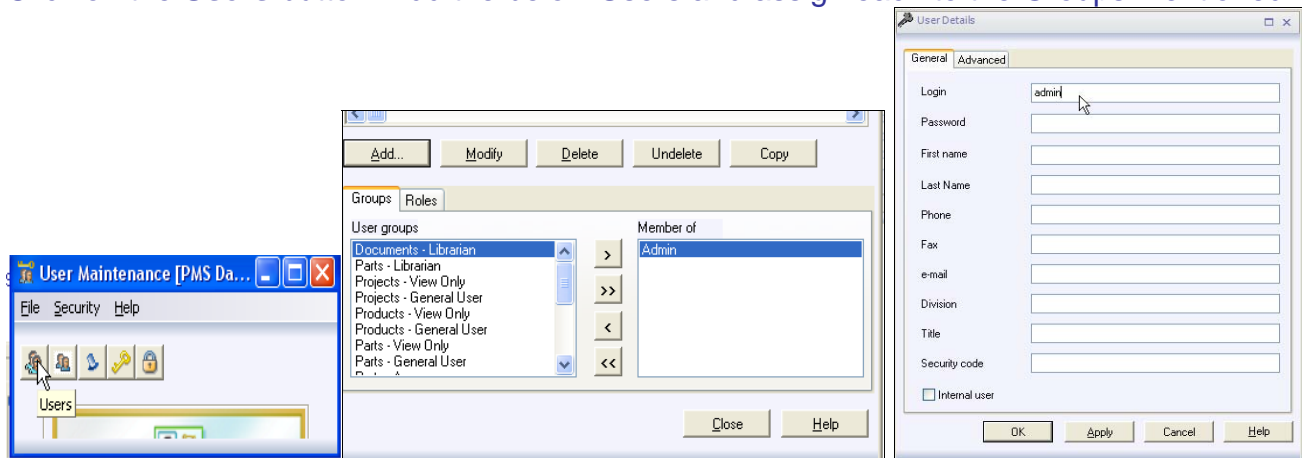 User Details
General Advanced
Login admin
Password
First name
Last Name
Phone
Fax
e-mail
Division
Title
Security code
Internal user
OK Apply Cancel Help
Add... Modify Delete Undelete Copy
Groups Roles
User groups Member of
Documents - Librarian > Admin
Parts - Librarian
Projects - View Only >>
Projects - General User
Products - View Only
Products - General User <
Parts - View Only
Parts - General User <<
Close Help
User Maintenance [PMS Da...
File Security Help
Users